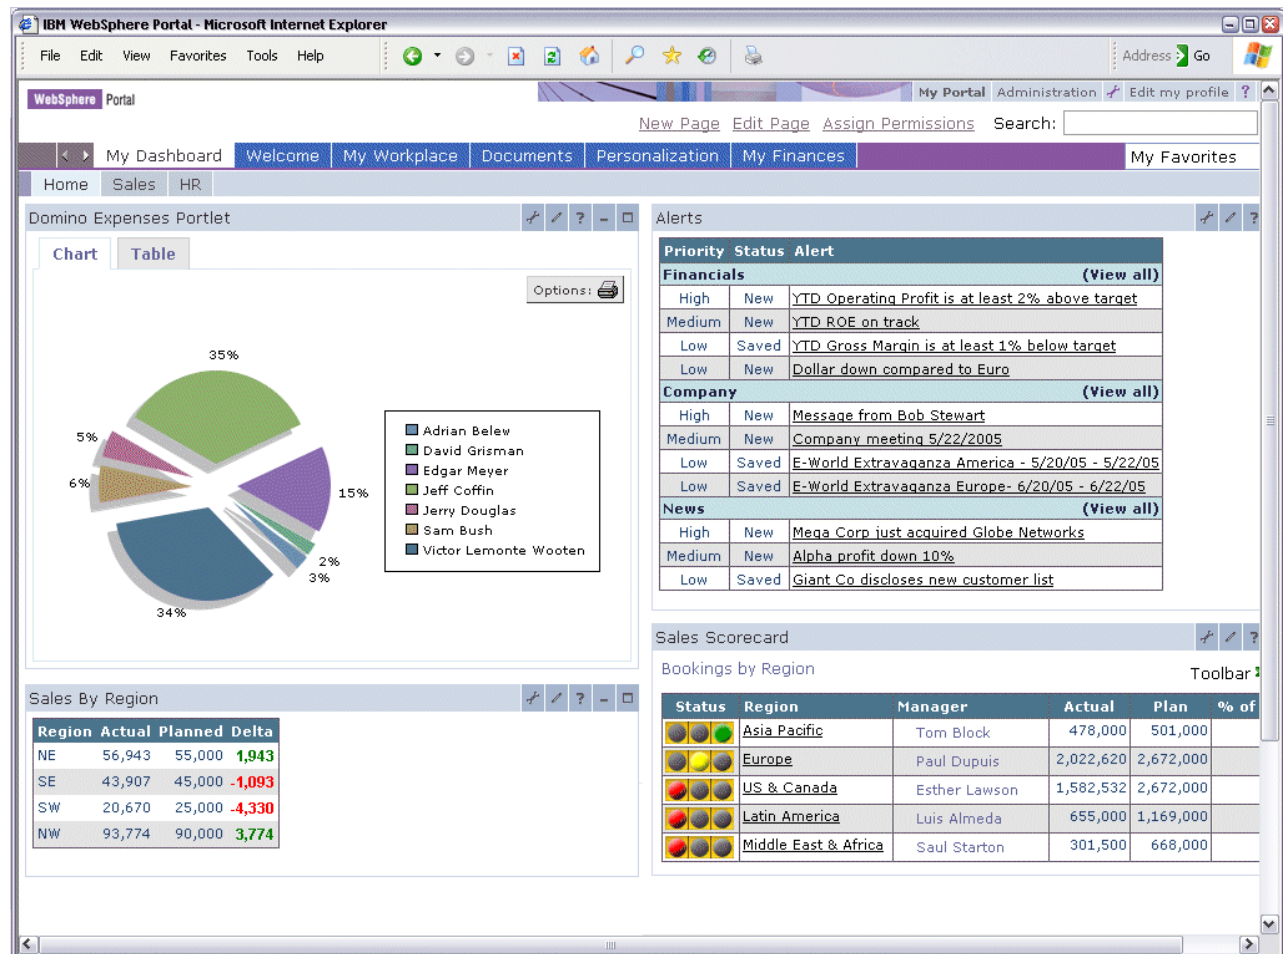 IBM WebSphere Portal - Microsoft Internet Explorer
File Edit View Favorites Tools Help Address Go
WebSphere Portal My Portal Administration Edit my profile ?
New Page Edit Page Assign Permissions Search:
My Dashboard Welcome My Workplace Documents Personalization My Finances My Favorites
Home Sales HR
Domino Expenses Portlet ?
Chart Table
Options:
35%
5%
6%
15%
2%
3%
34%
Adrian Belew
David Grisman
Edgar Meyer
Jeff Coffin
Jerry Douglas
Sam Bush
Victor Lemonte Wooten
Alerts ?
Priority Status Alert
Financials (View all)
High New YTD Operating Profit is at least 2% above target
Medium New YTD ROE on track
Low Saved YTD Gross Margin is at least 1% below target
Low New Dollar down compared to Euro
Company (View all)
High New Message from Bob Stewart
Medium New Company meeting 5/22/2005
Low Saved E-World Extravaganza America - 5/20/05 - 5/22/05
Low Saved E-World Extravaganza Europe- 6/20/05 - 6/22/05
News (View all)
High New Mega Corp just acquired Globe Networks
Medium New Alpha profit down 10%
Low Saved Giant Co discloses new customer list
Sales By Region ?
Region Actual Planned Delta
NE 56,943 55,000 1,943
SE 43,907 45,000 -1,093
SW 20,670 25,000 -4,330
NW 93,774 90,000 3,774
Sales Scorecard ?
Bookings by Region
Toolbar
Status Region Manager Actual Plan % of
Asia Pacific Tom Block 478,000 501,000
Europe Paul Dupuis 2,022,620 2,672,000
US & Canada Esther Lawson 1,582,532 2,672,000
Latin America Luis Almeda 655,000 1,169,000
Middle East & Africa Saul Starton 301,500 668,000